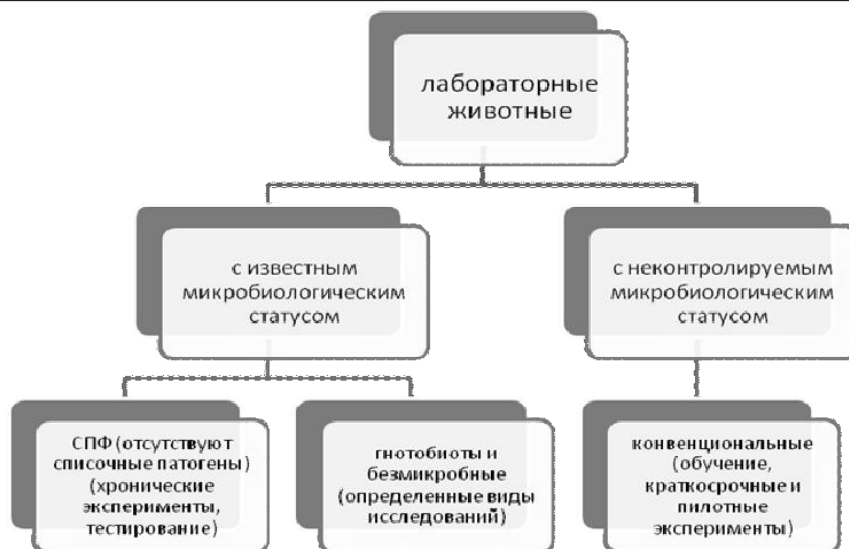 лабораторные
животные
с известным
микробиологическим
статусом
с неконтролируемым
микробиологическим
статусом
СПФ (отсутствуют
списочные патогены)
(хронические
эксперименты,
тестирование)
гнотобиоты и
безмикробные
(определенные виды
исследований)
конвенциональные
(обучение,
краткосрочные и
пилотные
эксперименты)